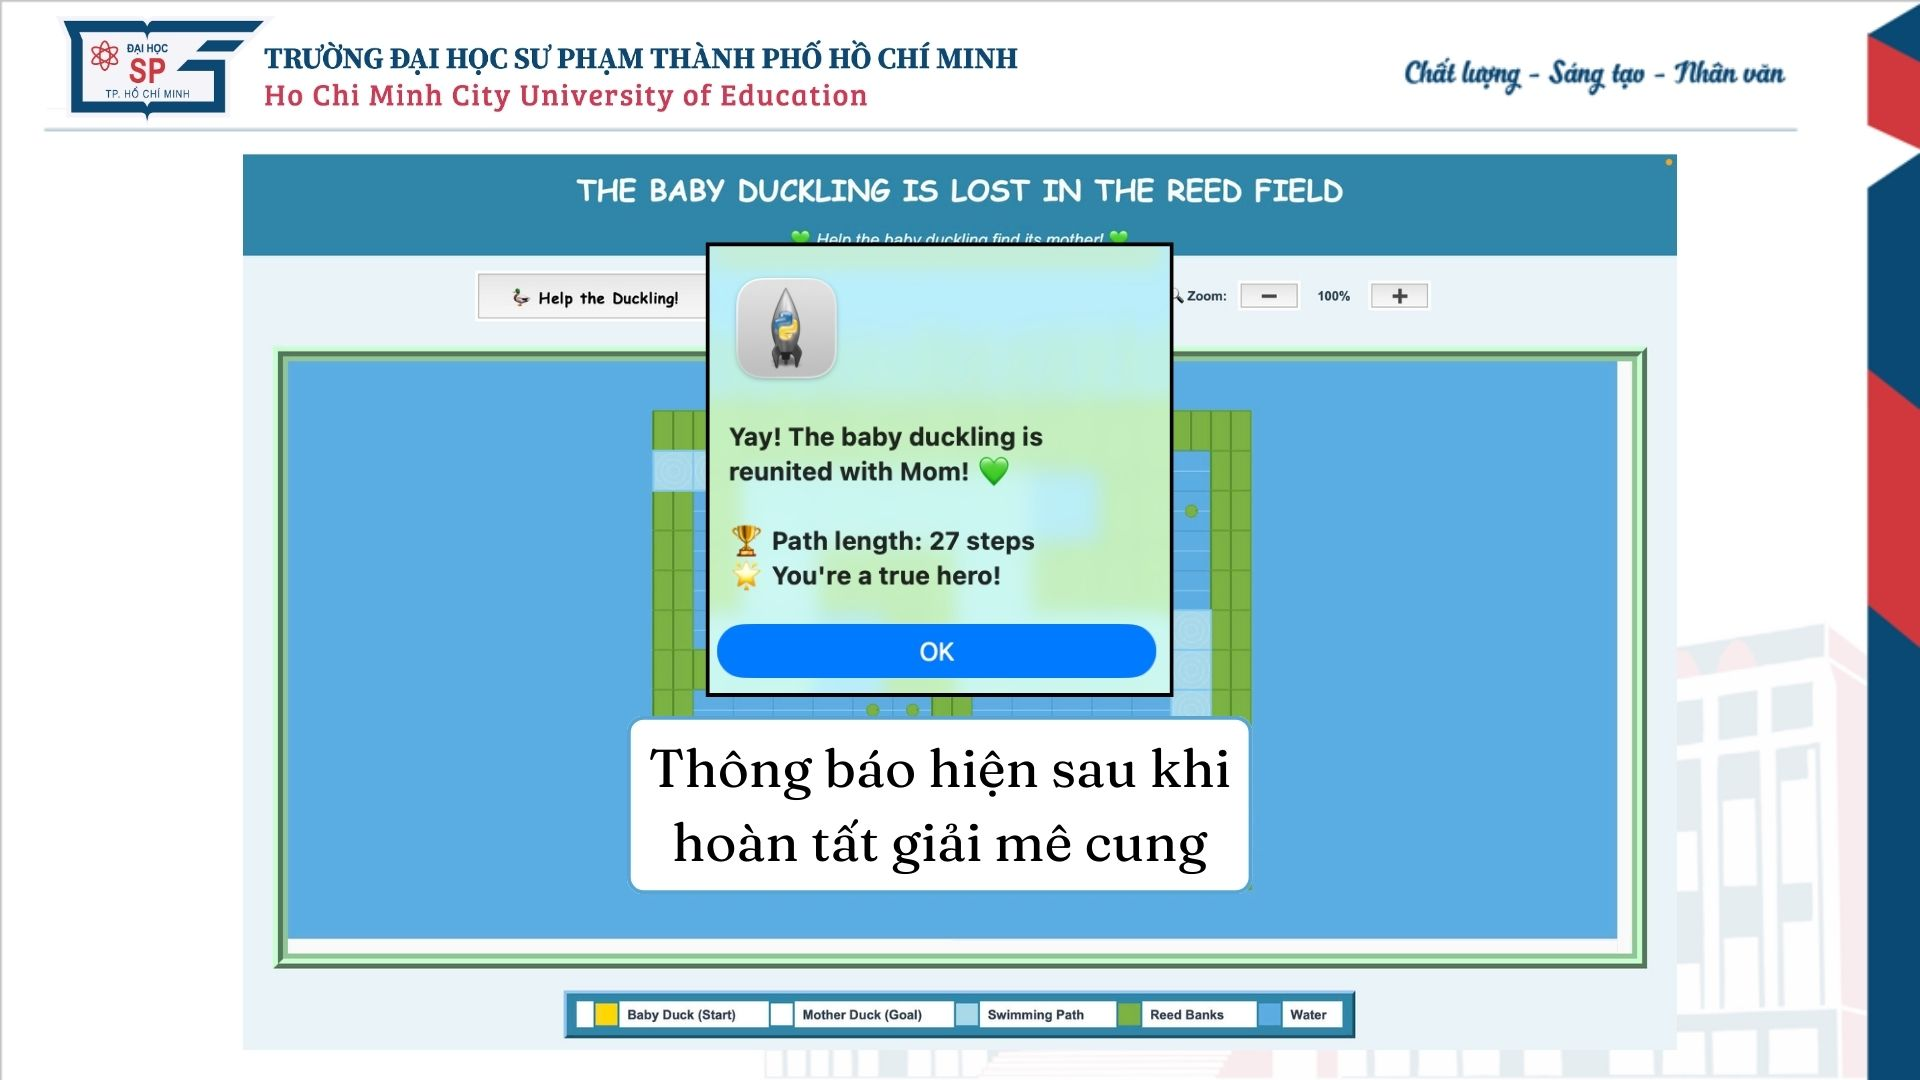 ĐẠI HỌC
SP
TP. HỒ CHÍ MINH
TRƯỜNG ĐẠI HỌC SƯ PHẠM THÀNH PHỐ HỒ CHÍ MINH
Ho Chi Minh City University of Education
Chất lượng - Sáng tạo - Nhân văn
THE BABY DUCKLING IS LOST IN THE REED FIELD
💚 Help the baby duckling find its mother! 💚
🦆 Help the Duckling!
🔍 Zoom: − 100% +
Yay! The baby duckling is
reunited with Mom! 💚
🏆 Path length: 27 steps
🌟 You're a true hero!
OK
Thông báo hiện sau khi
hoàn tất giải mê cung
Baby Duck (Start) Mother Duck (Goal) Swimming Path Reed Banks Water